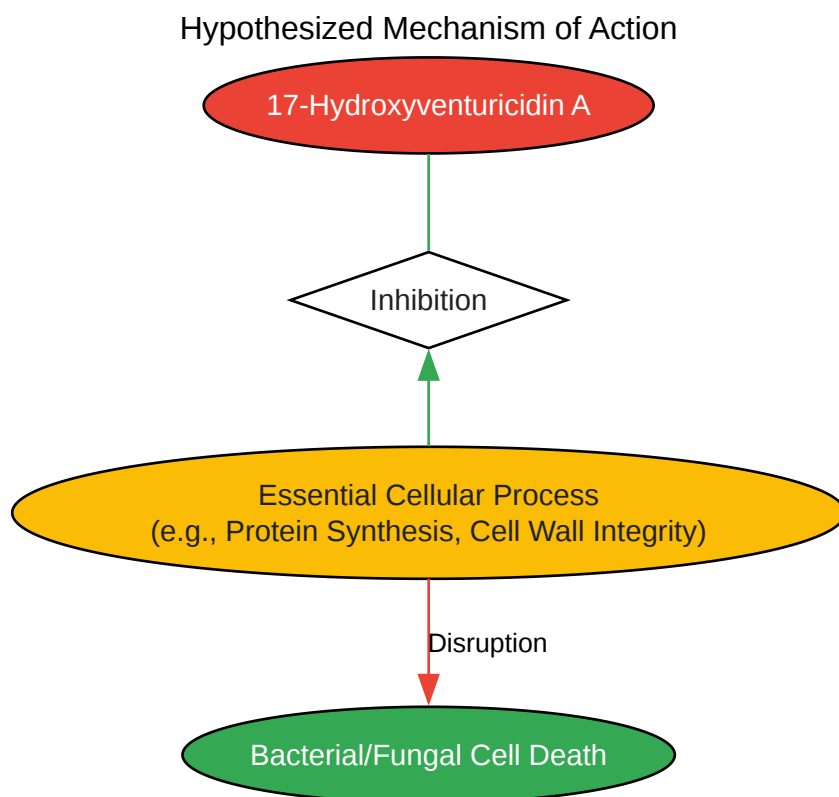 Hypothesized Mechanism of Action
17-Hydroxyventuricidin A
Inhibition
Essential Cellular Process
(e.g., Protein Synthesis, Cell Wall Integrity)
Disruption
Bacterial/Fungal Cell Death